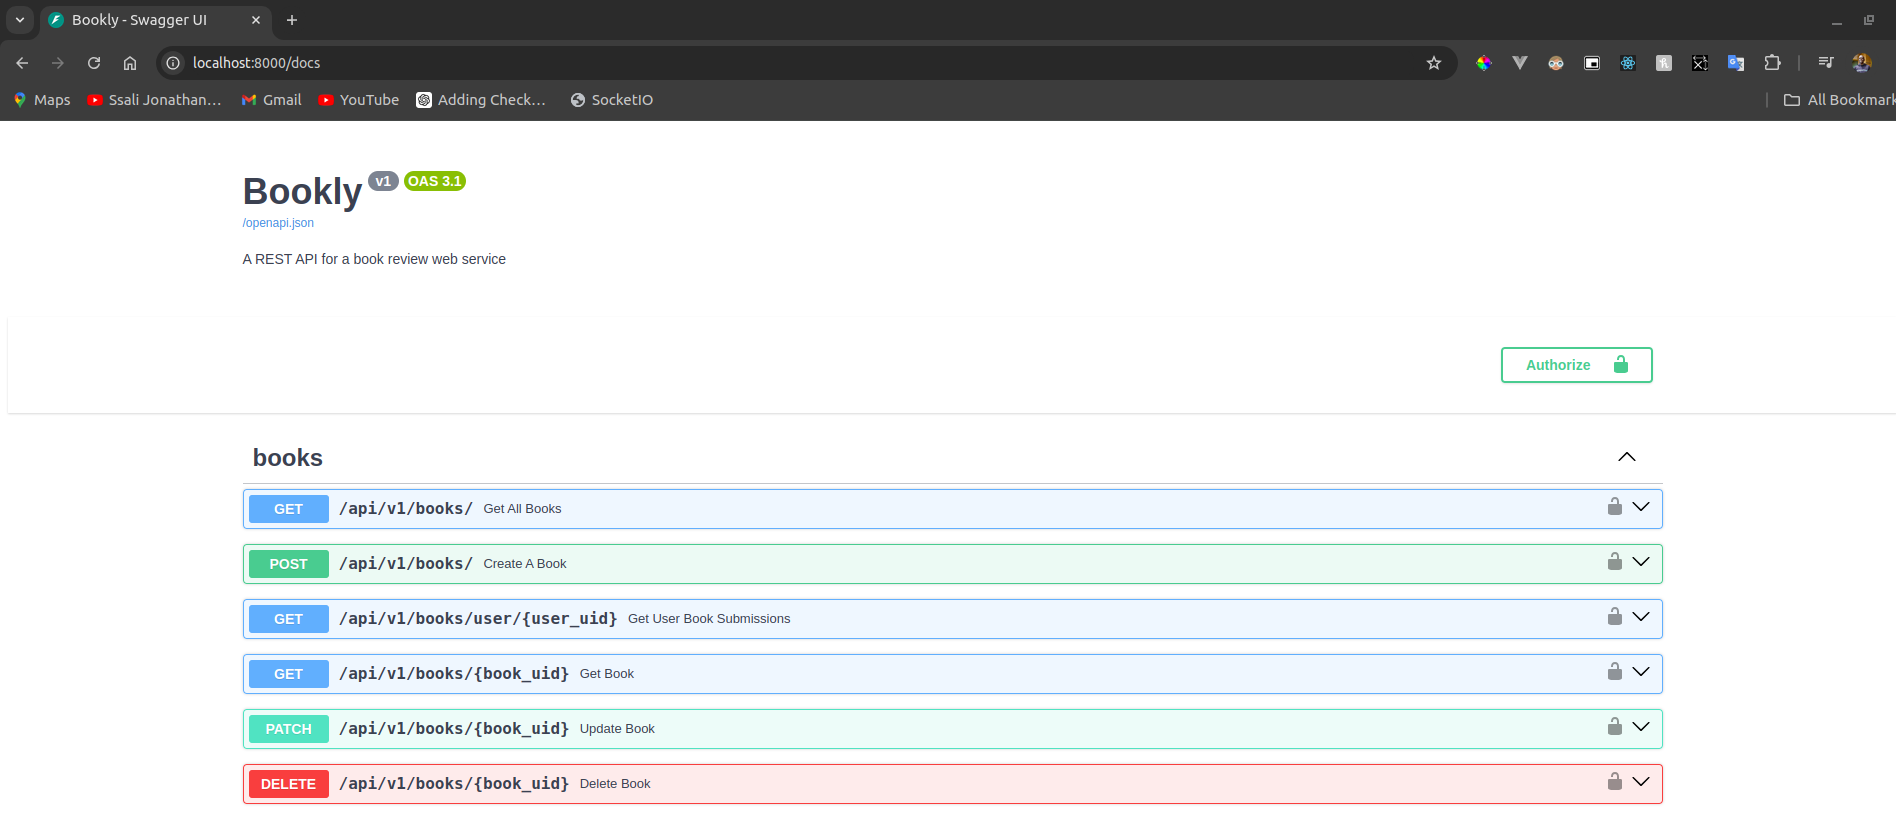 Bookly - Swagger UI
localhost:8000/docs
Maps Ssali Jonathan... Gmail YouTube Adding Check... SocketIO All Bookmark
Bookly v1 OAS 3.1
/openapi.json
A REST API for a book review web service
Authorize
books
GET /api/v1/books/ Get All Books
POST /api/v1/books/ Create A Book
GET /api/v1/books/user/{user_uid} Get User Book Submissions
GET /api/v1/books/{book_uid} Get Book
PATCH /api/v1/books/{book_uid} Update Book
DELETE /api/v1/books/{book_uid} Delete Book